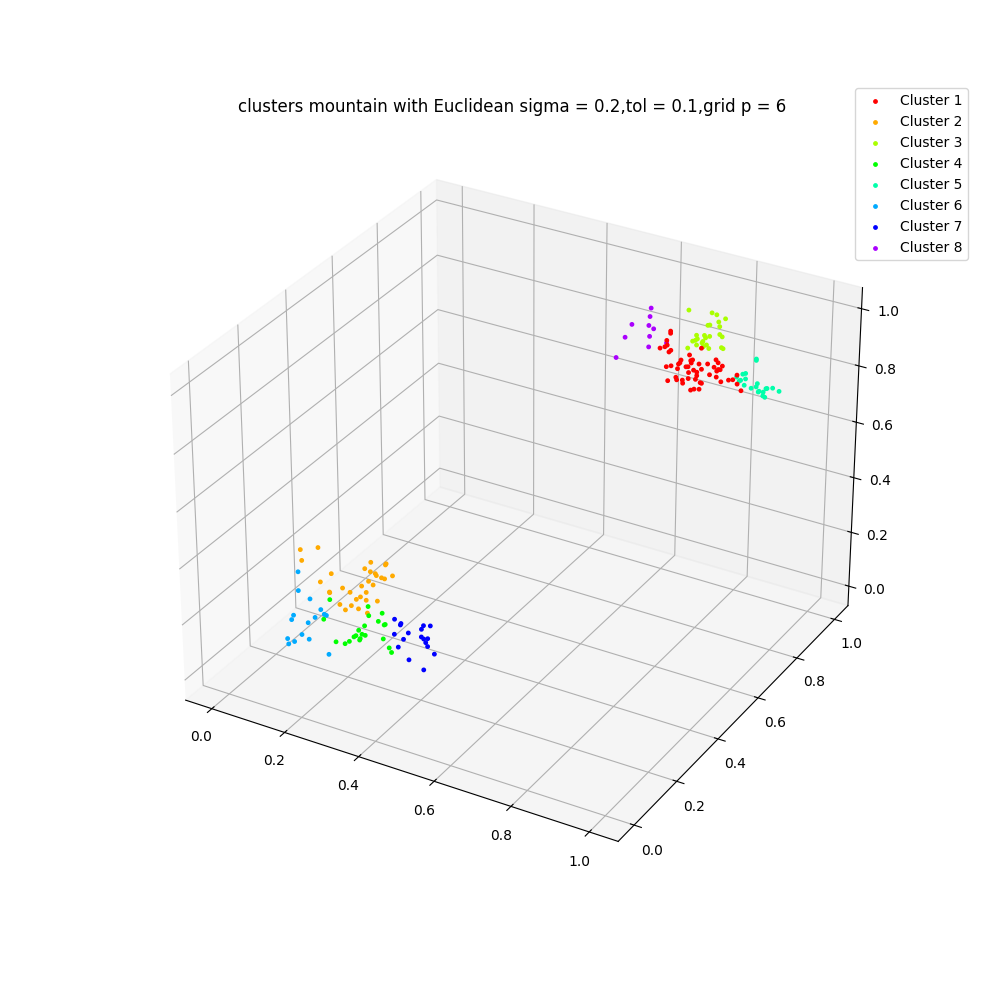 clusters mountain with Euclidean sigma = 0.2,tol = 0.1,grid p = 6
Cluster 1
Cluster 2
Cluster 3
Cluster 4
Cluster 5
Cluster 6
Cluster 7
Cluster 8
1.0
0.8
0.6
0.4
0.2
0.0
1.0
0.8
0.6
0.4
0.2
0.0
0.0
0.2
0.4
0.6
0.8
1.0